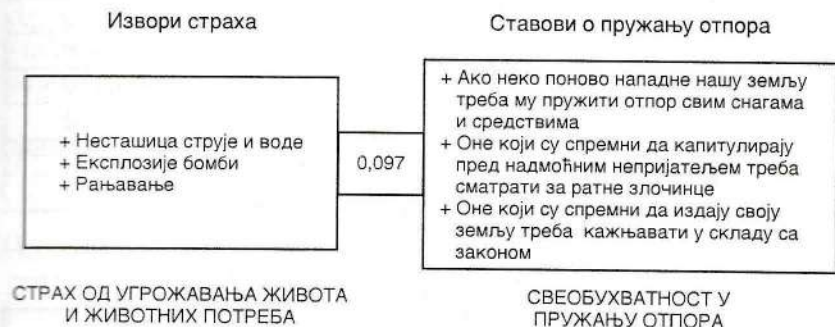 Извори страха
Ставови о пружању отпора
+ Несташица струје и воде
+ Експлозије бомби
+ Рањавање
0,097
+ Ако неко поново нападне нашу земљу
треба му пружити отпор свим снагама
и средствима
+ Оне који су спремни да капитулирају
пред надмоћним непријатељем треба
сматрати за ратне злочинце
+ Оне који су спремни да издају своју
земљу треба кажњавати у складу са
законом
СТРАХ ОД УГРОЖАВАЊА ЖИВОТА
И ЖИВОТНИХ ПОТРЕБА
СВЕОБУХВАТНОСТ У
ПРУЖАЊУ ОТПОРА